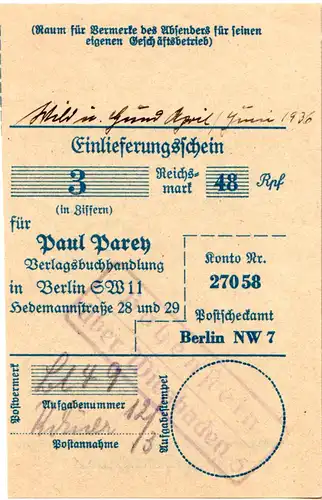 (Raum für Vermerke des Absenders für seinen
eigenen Geschäftsbetrieb)
Wild u. Hund April/Juni 1936
Einlieferungsschein
3 Reichs-
mark 48 Rpf
(in Ziffern)
für
Paul Parey
Verlagsbuchhandlung
in Berlin SW11
Hedemannstraße 28 und 29
Konto Nr.
27058
Postscheckamt
Berlin NW 7
Postvermerk
49
Aufgabenummer
Postannahme
Aufgabestempel